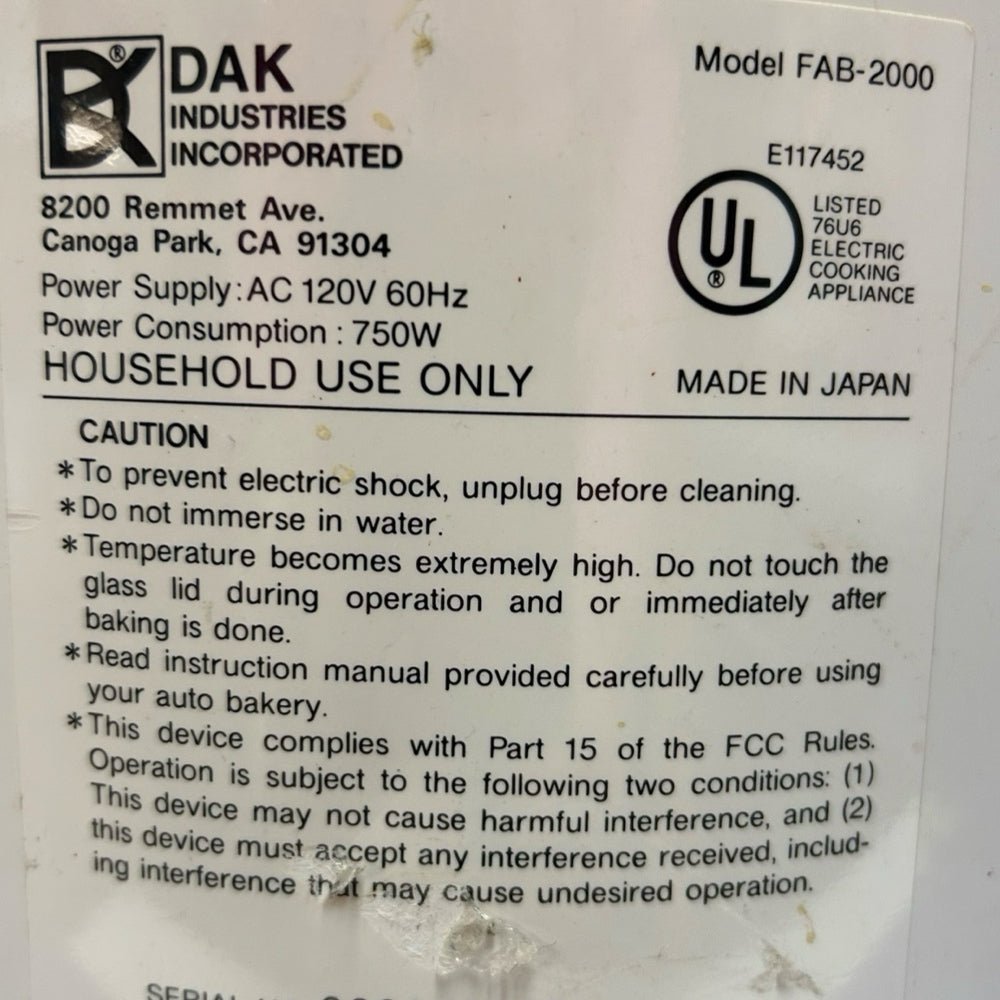 DK®
DAK
INDUSTRIES
INCORPORATED
8200 Remmet Ave.
Canoga Park, CA 91304
Power Supply : AC 120V 60Hz
Power Consumption : 750W
HOUSEHOLD USE ONLY
Model FAB-2000
E117452
UL®
LISTED
76U6
ELECTRIC
COOKING
APPLIANCE
MADE IN JAPAN
CAUTION
*To prevent electric shock, unplug before cleaning.
*Do not immerse in water.
*Temperature becomes extremely high. Do not touch the
glass lid during operation and or immediately after
baking is done.
*Read instruction manual provided carefully before using
your auto bakery.
*This device complies with Part 15 of the FCC Rules.
Operation is subject to the following two conditions: (1)
This device may not cause harmful interference, and (2)
this device must accept any interference received, includ-
ing interference that may cause undesired operation.
SERIAL